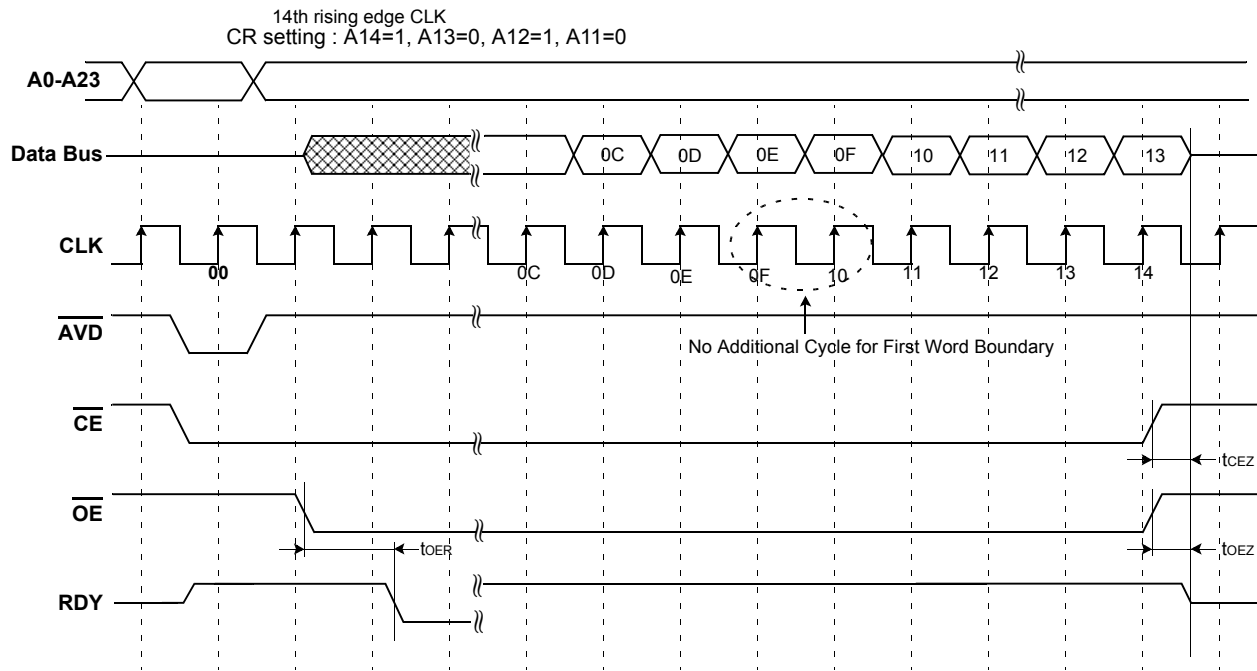 14th rising edge CLK
CR setting : A14=1, A13=0, A12=1, A11=0
A0-A23
Data Bus
0C 0D 0E 0F 10 11 12 13
CLK
00 0C 0D 0E 0F 10 11 12 13 14
AVD
No Additional Cycle for First Word Boundary
CE
tCEZ
OE
tOER
tOEZ
RDY